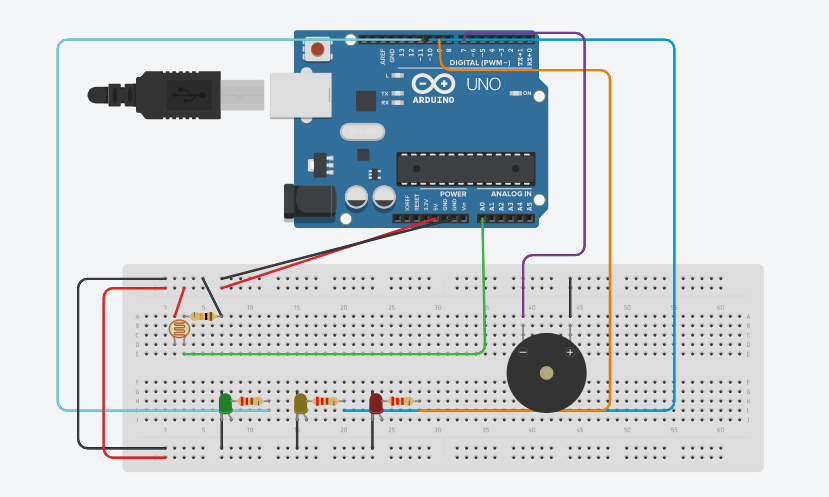 AREF
GND
13
12
~11
~10
~9
8
7
~6
~5
4
~3
2
TX→1
RX←0
DIGITAL (PWM~)
L
TX
RX
ARDUINO
UNO
ON
IOREF
RESET
3.3V
5V
GND
GND
Vin
POWER
ANALOG IN
A0
A1
A2
A3
A4
A5
1 5 10 15 20 25 30 35 40 45 50 55 60
A A
B B
C C
D D
E E
- +
F F
G G
H H
I I
J J
1 5 10 15 20 25 30 35 40 45 50 55 60